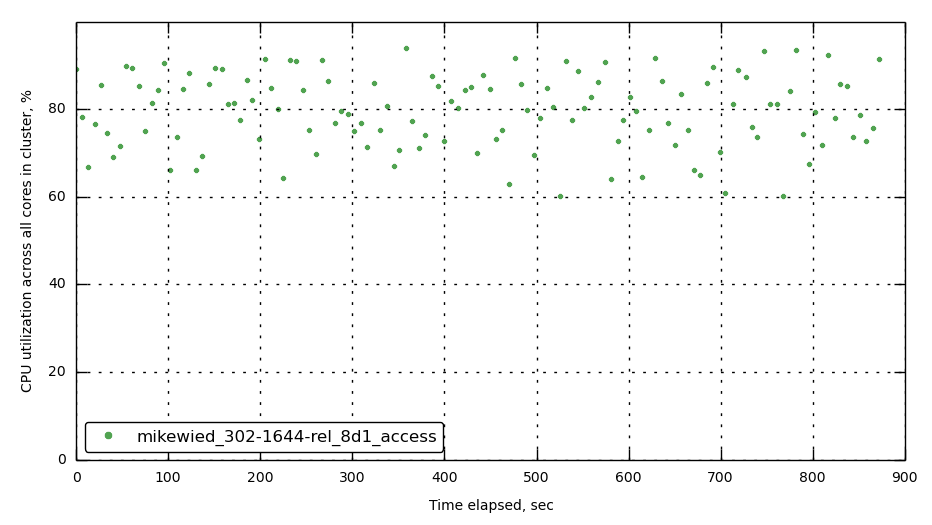 CPU utilization across all cores in cluster, %
80
60
40
20
0
mikewied_302-1644-rel_8d1_access
0 100 200 300 400 500 600 700 800 900
Time elapsed, sec